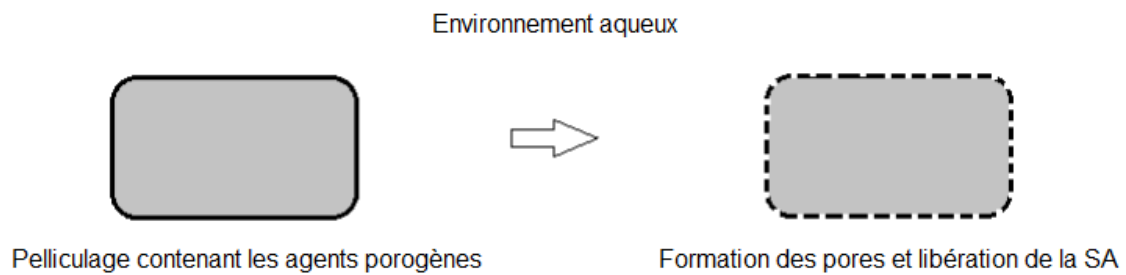 Environnement aqueux
Pelliculage contenant les agents porogènes
Formation des pores et libération de la SA